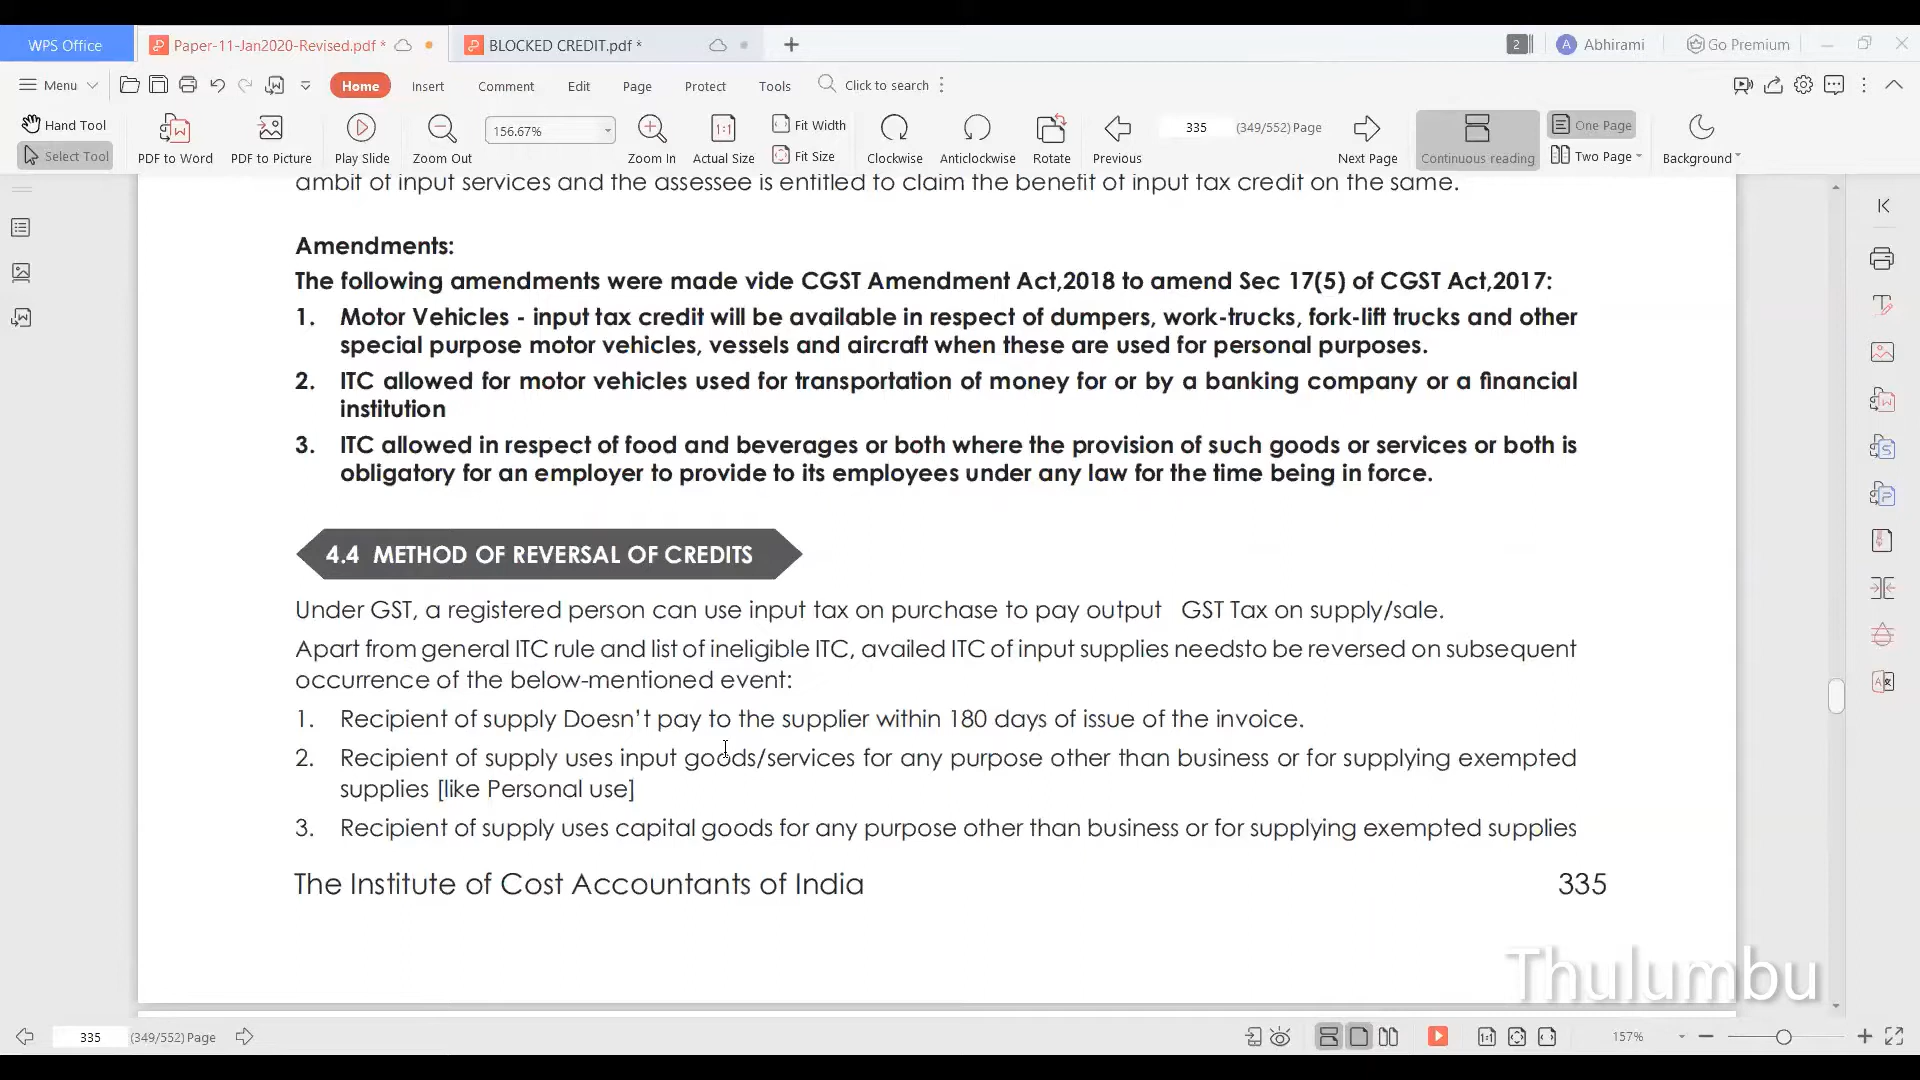 WPS Office
Paper-11-Jan2020-Revised.pdf *
BLOCKED CREDIT.pdf *
2
A Abhirami
Go Premium
Menu
Home
Insert
Comment
Edit
Page
Protect
Tools
Click to search
Hand Tool
Select Tool
PDF to Word
PDF to Picture
Play Slide
Zoom Out
156.67%
Zoom In
Actual Size
Fit Width
Fit Size
Clockwise
Anticlockwise
Rotate
Previous
335 (349/552) Page
Next Page
Continuous reading
One Page
Two Page
Background
ambit of input services and the assessee is entitled to claim the benefit of input tax credit on the same.
Amendments:
The following amendments were made vide CGST Amendment Act,2018 to amend Sec 17(5) of CGST Act,2017:
1. Motor Vehicles - input tax credit will be available in respect of dumpers, work-trucks, fork-lift trucks and other
special purpose motor vehicles, vessels and aircraft when these are used for personal purposes.
2. ITC allowed for motor vehicles used for transportation of money for or by a banking company or a financial
institution
3. ITC allowed in respect of food and beverages or both where the provision of such goods or services or both is
obligatory for an employer to provide to its employees under any law for the time being in force.
4.4 METHOD OF REVERSAL OF CREDITS
Under GST, a registered person can use input tax on purchase to pay output GST Tax on supply/sale.
Apart from general ITC rule and list of ineligible ITC, availed ITC of input supplies needsto be reversed on subsequent
occurrence of the below-mentioned event:
1. Recipient of supply Doesn't pay to the supplier within 180 days of issue of the invoice.
2. Recipient of supply uses input goods/services for any purpose other than business or for supplying exempted
supplies [like Personal use]
3. Recipient of supply uses capital goods for any purpose other than business or for supplying exempted supplies
The Institute of Cost Accountants of India 335
Thulumbu
335 (349/552) Page
157%